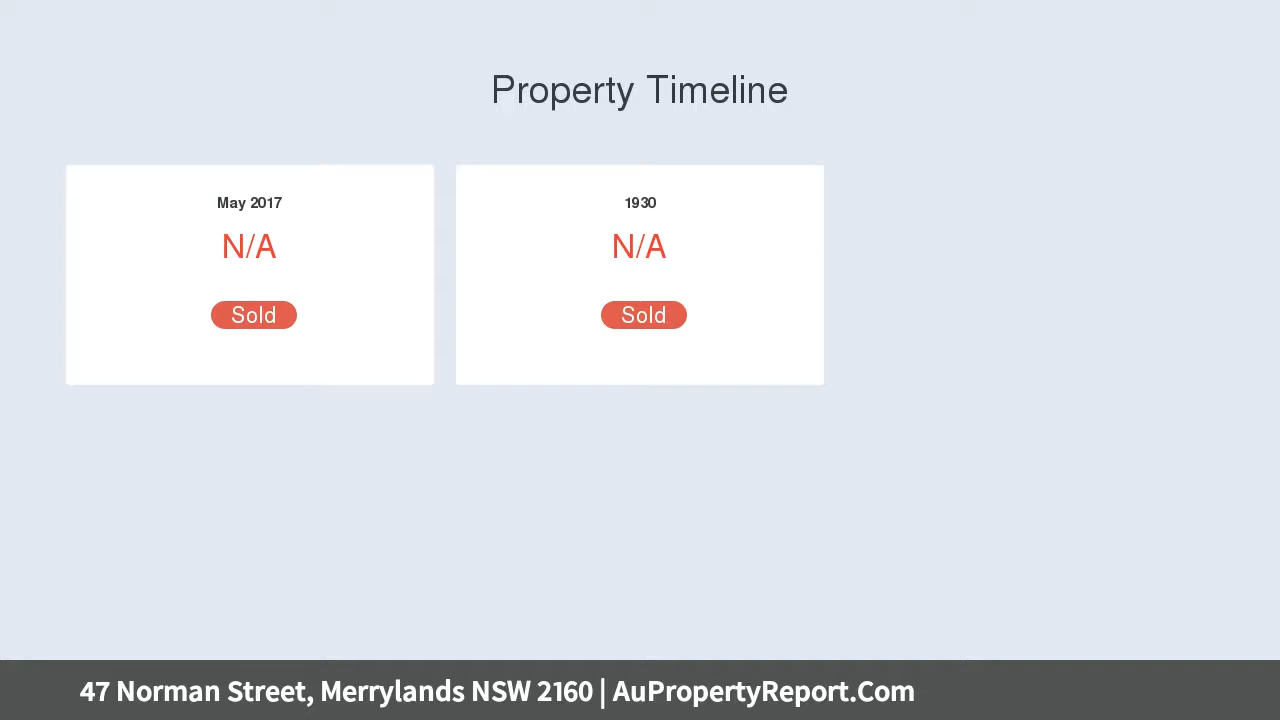 Property Timeline
May 2017
N/A
Sold
1930
N/A
Sold
47 Norman Street, Merrylands NSW 2160 | AuPropertyReport.Com